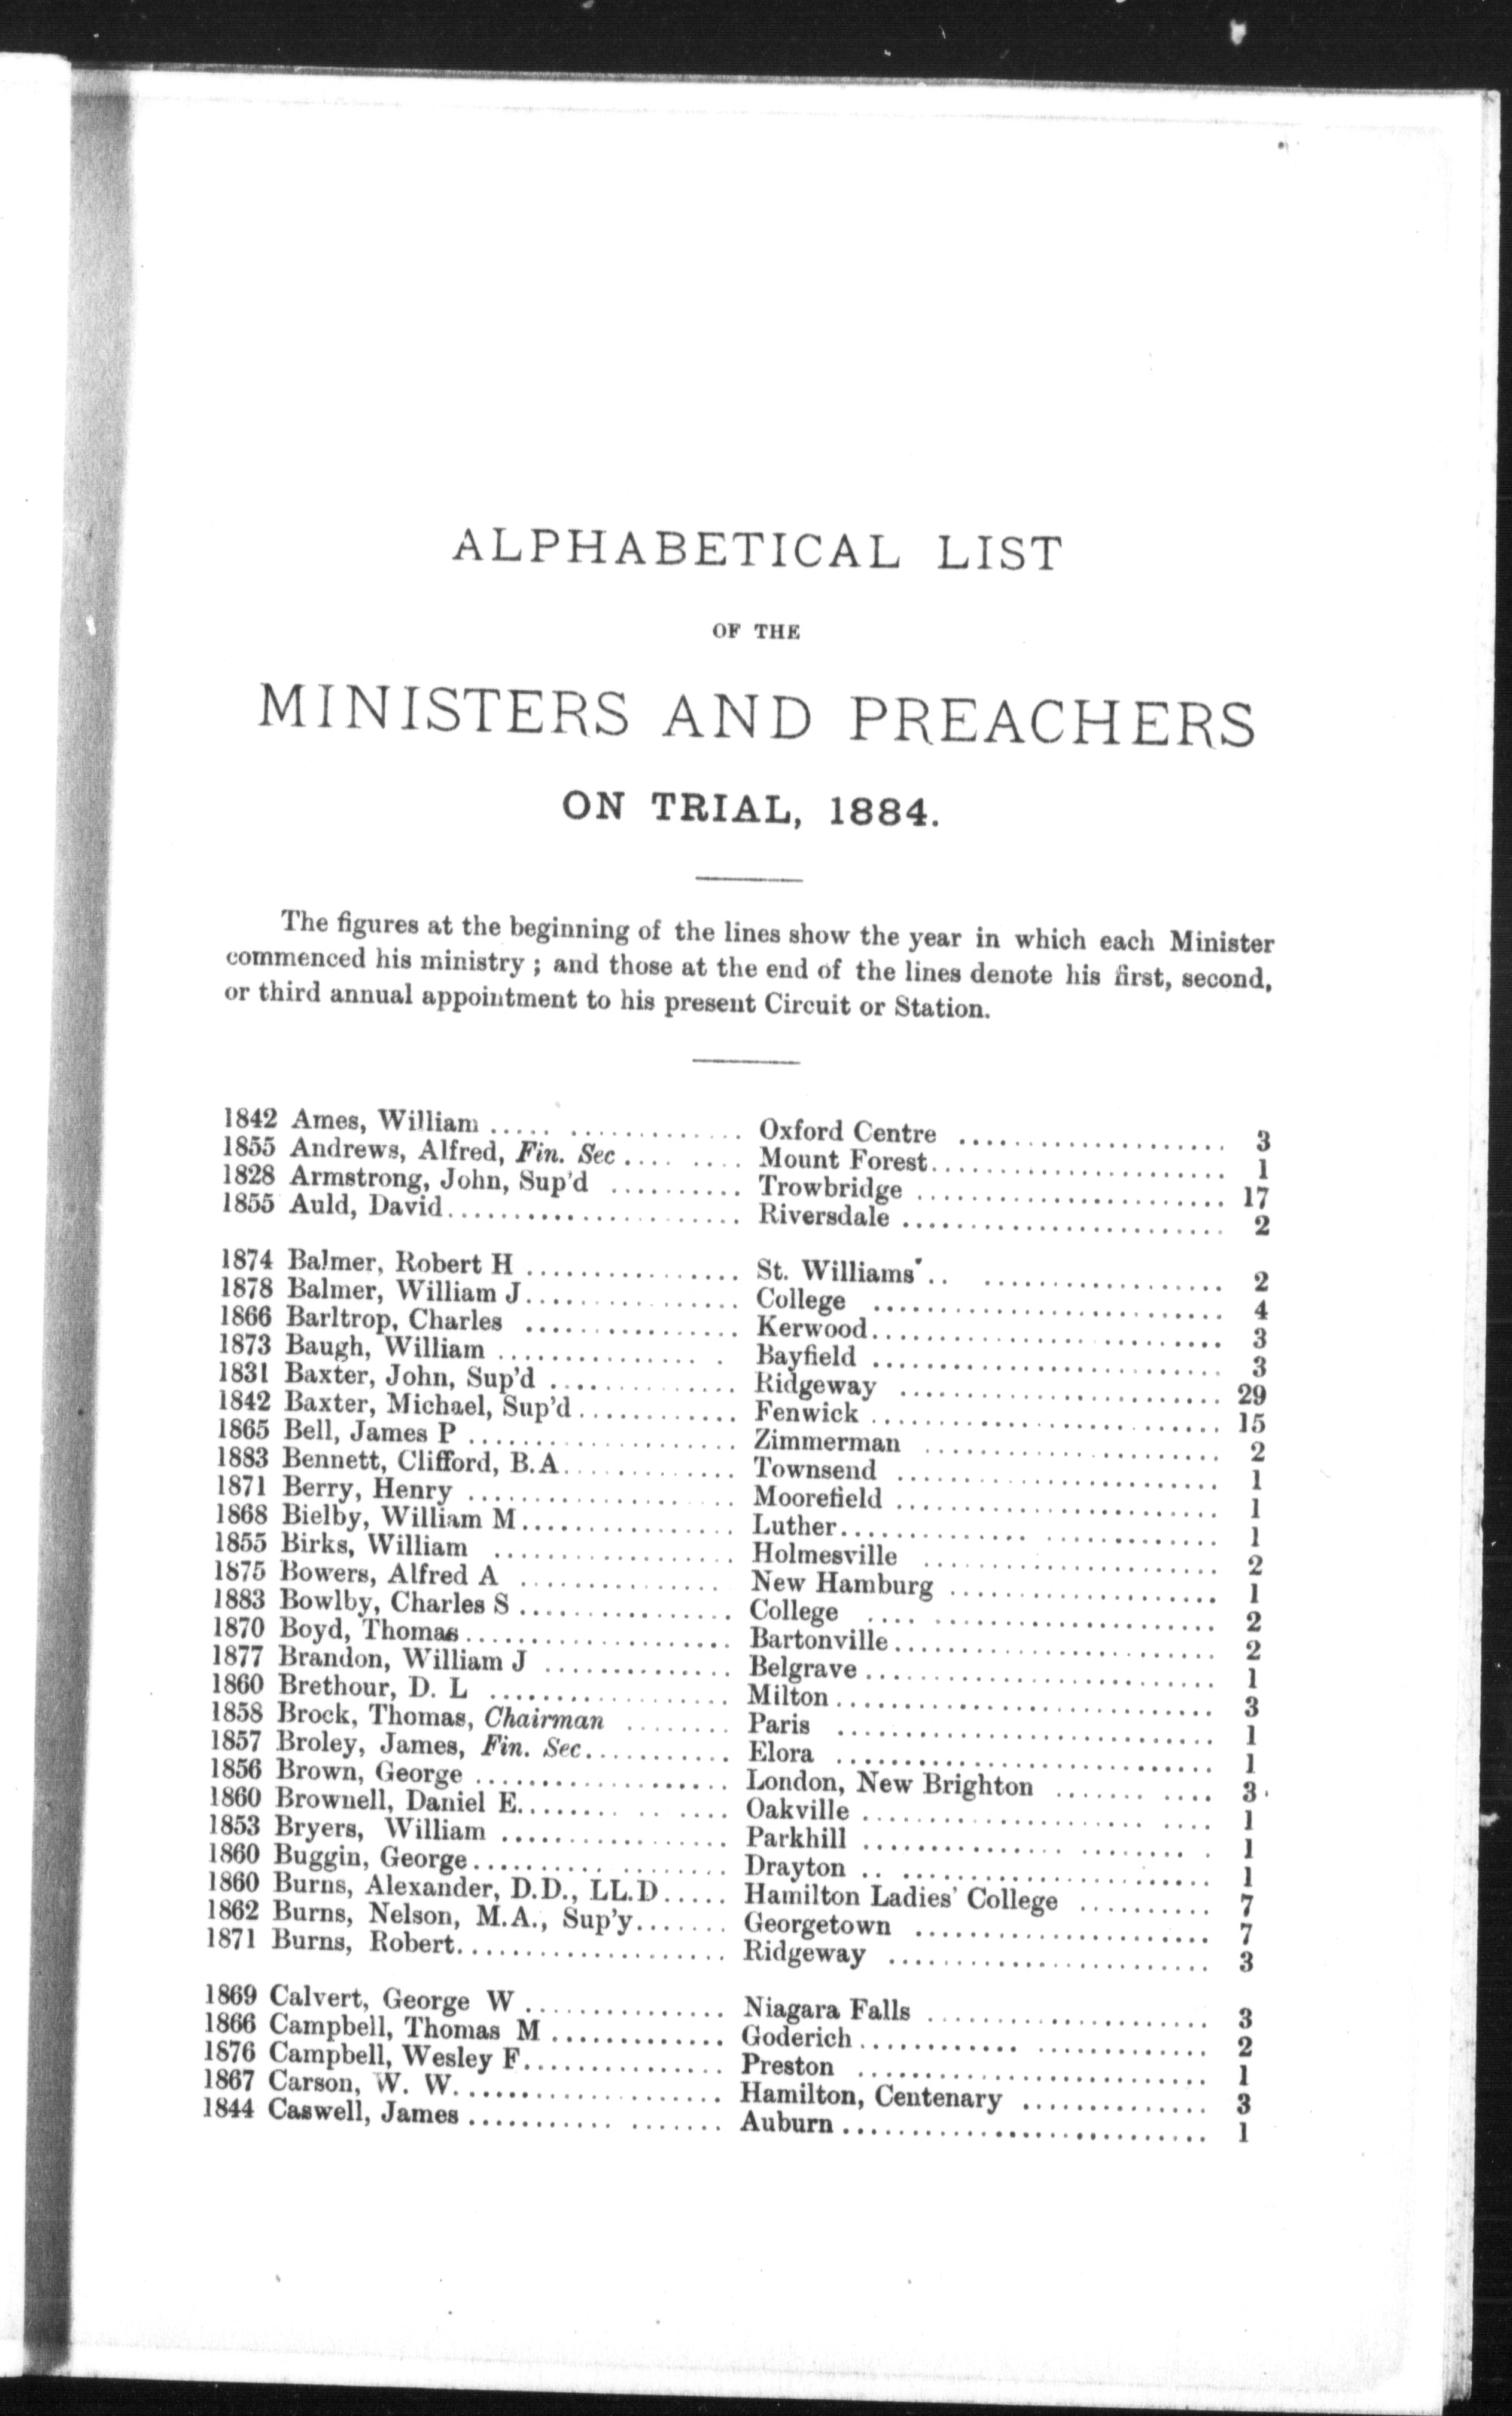 ALPHABETICAL LIST
OF THE
MINISTERS AND PREACHERS
ON TRIAL, 1884.
The figures at the beginning of the lines show the year in which each Minister
commenced his ministry ; and those at the end of the lines denote his first, second,
or third annual appointment to his present Circuit or Station.
1842 Ames, William ..... ............. Oxford Centre .................... 3
1855 Andrews, Alfred, Fin. Sec .... .... Mount Forest...................... 1
1828 Armstrong, John, Sup'd .......... Trowbridge ....................... 17
1855 Auld, David...................... Riversdale ........................ 2
1874 Balmer, Robert H ................ St. Williams'.. .................. 2
1878 Balmer, William J................ College .......................... 4
1866 Barltrop, Charles ................ Kerwood.......................... 3
1873 Baugh, William ................. . Bayfield .......................... 3
1831 Baxter, John, Sup'd .............. Ridgeway ........................ 29
1842 Baxter, Michael, Sup'd............ Fenwick .......................... 15
1865 Bell, James P .................... Zimmerman ...................... 2
1883 Bennett, Clifford, B.A............. Townsend ........................ 1
1871 Berry, Henry .................... Moorefield ........................ 1
1868 Bielby, William M................ Luther.............. ............. 1
1855 Birks, William .................. Holmesville ...................... 2
1875 Bowers, Alfred A ............... New Hamburg .................... 1
1883 Bowlby, Charles S ................ College .... ..................... 2
1870 Boyd, Thomas.................... Bartonville........................ 2
1877 Brandon, William J .............. Belgrave .......................... 1
1860 Brethour, D. L .................. Milton............................ 3
1858 Brock, Thomas, Chairman ........ Paris ............................ 1
1857 Broley, James, Fin. Sec........... Elora ............................ 1
1856 Brown, George ................... London, New Brighton ....... .... 3
1860 Brownell, Daniel E........ .. .... Oakville ..................... .... 1
1853 Bryers, William ................. Parkhill ............... ........ . 1
1860 Buggin, George.......... ........ Drayton .. ....................... 1
1860 Burns, Alexander, D.D., LL.D..... Hamilton Ladies' College .......... 7
1862 Burns, Nelson, M.A., Sup'y....... Georgetown ...................... 7
1871 Burns, Robert.................... Ridgeway ........................ 3
1869 Calvert, George W ............... Niagara Falls ..................... 3
1866 Campbell, Thomas M ............. Goderich............ ............. 2
1876 Campbell, Wesley F............... Preston .......................... 1
1867 Carson, W. W.................... Hamilton, Centenary .............. 3
1844 Caswell, James ........... ....... Auburn ........................... 1